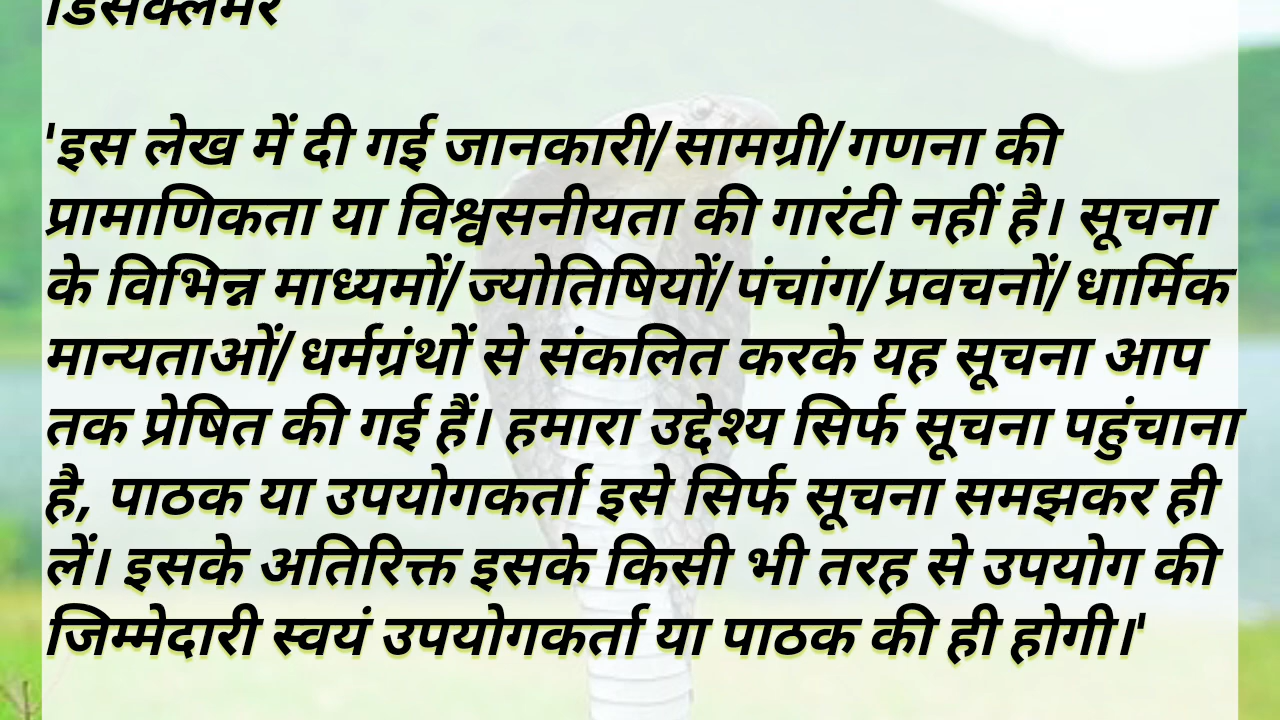 डिसक्लेमर
'इस लेख में दी गई जानकारी/सामग्री/गणना की
प्रामाणिकता या विश्वसनीयता की गारंटी नहीं है। सूचना
के विभिन्न माध्यमों/ज्योतिषियों/पंचांग/प्रवचनों/धार्मिक
मान्यताओं/धर्मग्रंथों से संकलित करके यह सूचना आप
तक प्रेषित की गई हैं। हमारा उद्देश्य सिर्फ सूचना पहुंचाना
है, पाठक या उपयोगकर्ता इसे सिर्फ सूचना समझकर ही
लें। इसके अतिरिक्त इसके किसी भी तरह से उपयोग की
जिम्मेदारी स्वयं उपयोगकर्ता या पाठक की ही होगी।'